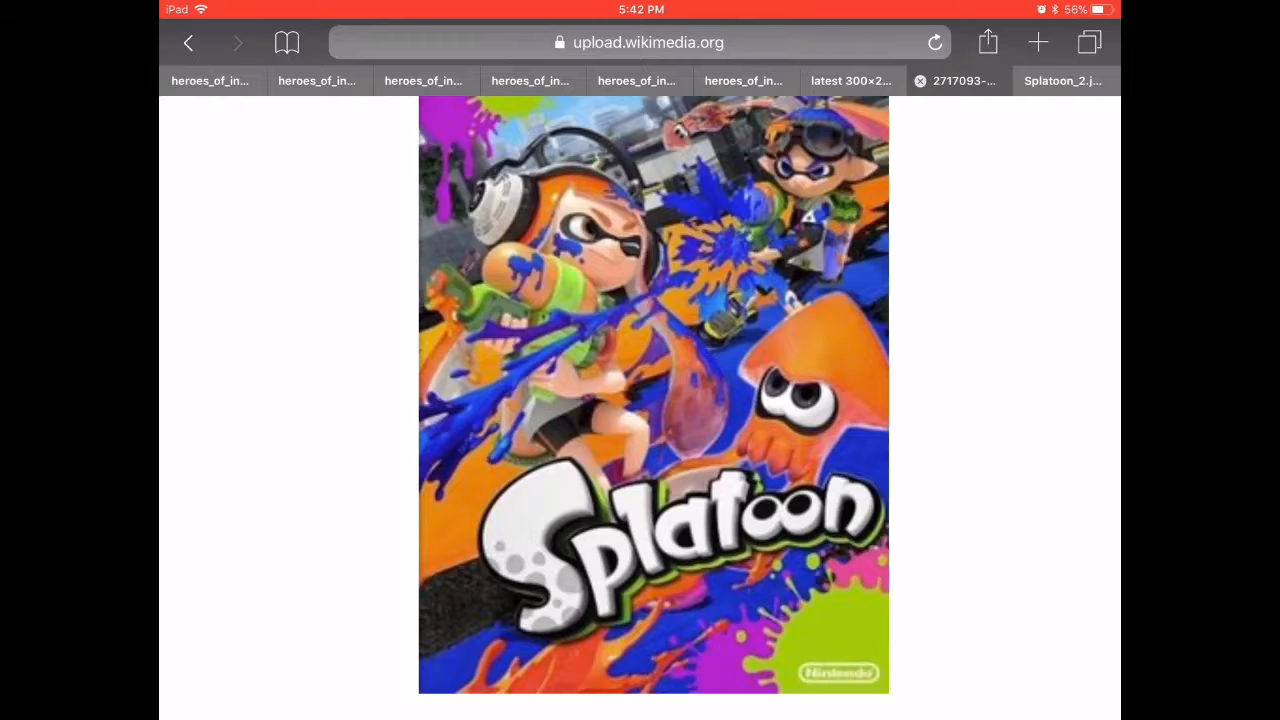 iPad 5:42 PM 56%
upload.wikimedia.org
heroes_of_in... heroes_of_in... heroes_of_in... heroes_of_in... heroes_of_in... heroes_of_in... latest 300×2... 2717093-... Splatoon_2.j...
Splatoon
Nintendo